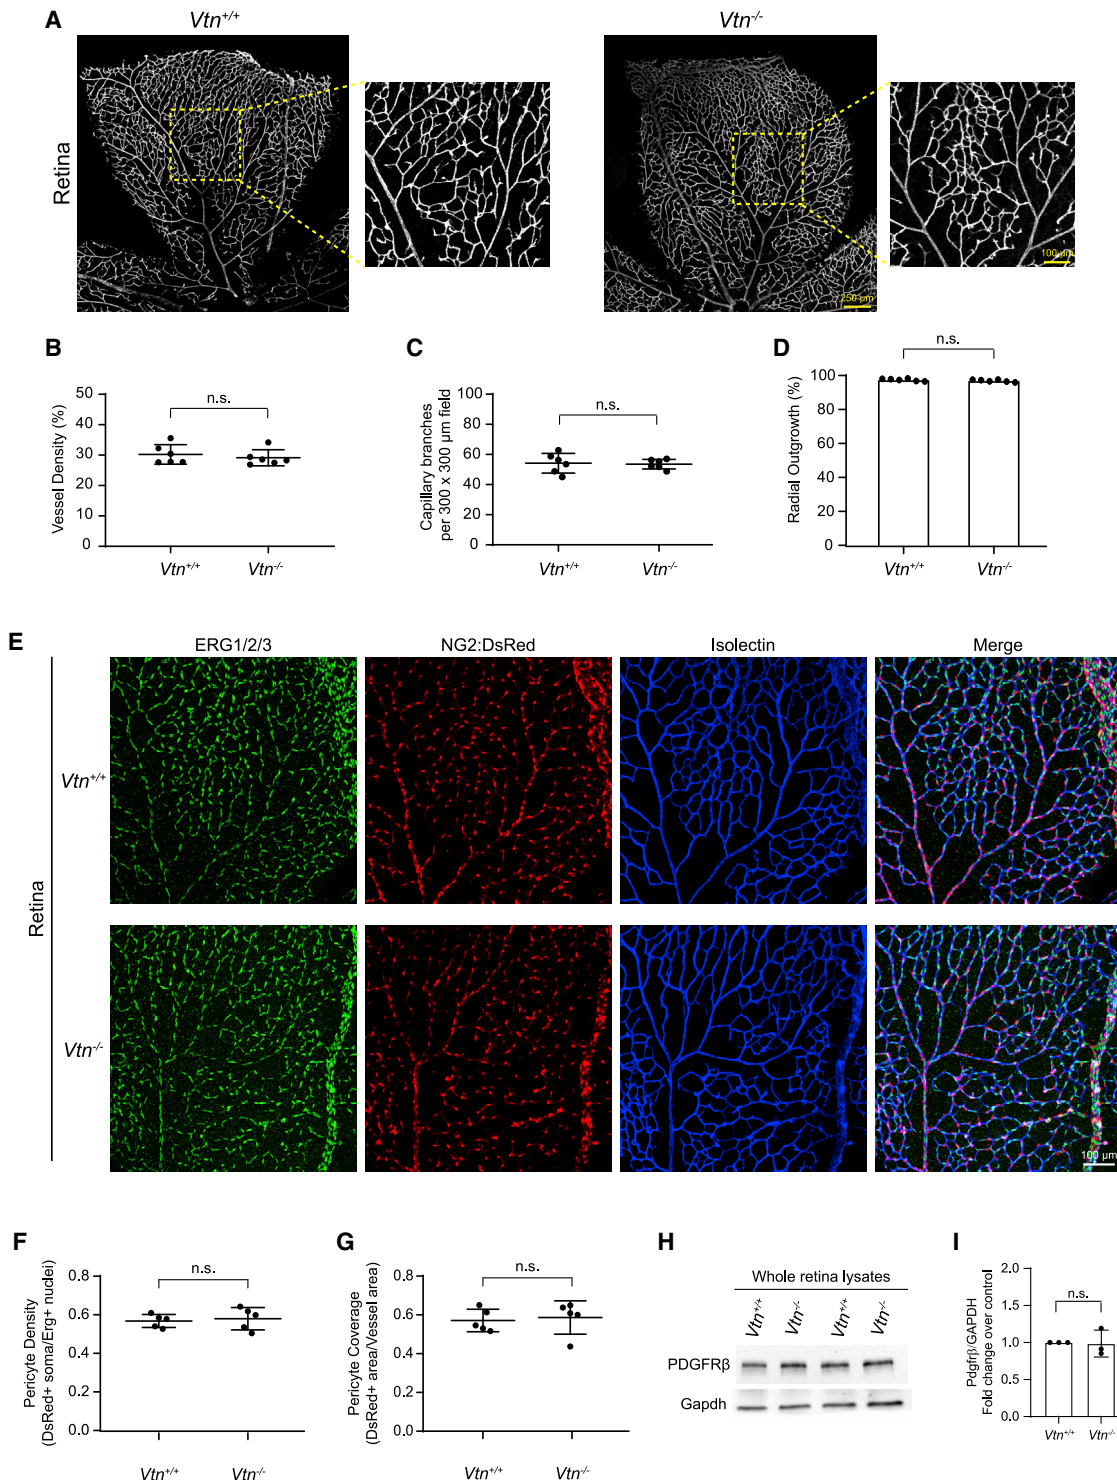 A
Vtn+/+
Vtn-/-
Retina
250 µm
100 µm
B
n.s.
Vessel Density (%)
50
40
30
20
10
0
Vtn+/+
Vtn-/-
C
n.s.
Capillary branches
per 300 x 300 µm field
100
80
60
40
20
0
Vtn+/+
Vtn-/-
D
n.s.
Radial Outgrowth (%)
100
80
60
40
20
0
Vtn+/+
Vtn-/-
E
ERG1/2/3
NG2:DsRed
Isolectin
Merge
Retina
Vtn+/+
Vtn-/-
100 µm
F
n.s.
Pericyte Density
(DsRed+ soma/Erg+ nuclei)
0.8
0.6
0.4
0.2
0.0
Vtn+/+
Vtn-/-
G
n.s.
Pericyte Coverage
(DsRed+ area/Vessel area)
0.8
0.6
0.4
0.2
0.0
Vtn+/+
Vtn-/-
H
Whole retina lysates
Vtn+/+
Vtn-/-
Vtn+/+
Vtn-/-
PDGFRβ
Gapdh
I
n.s.
Pdgfrβ/GAPDH
Fold change over control
2.0
1.5
1.0
0.5
0.0
Vtn+/+
Vtn-/-